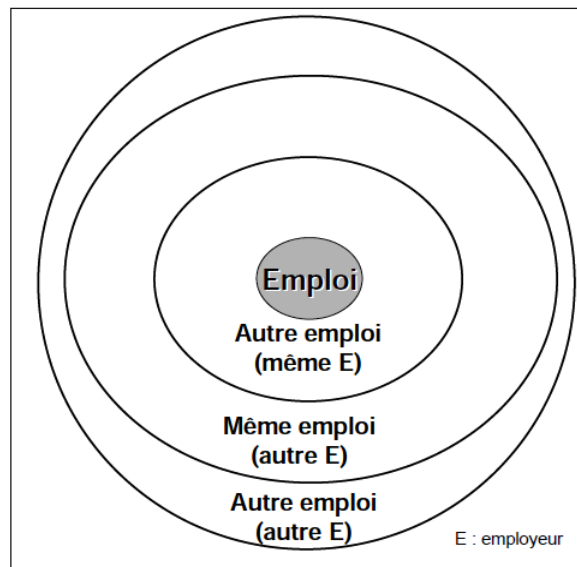 Emploi
Autre emploi
(même E)
Même emploi
(autre E)
Autre emploi
(autre E)
E : employeur